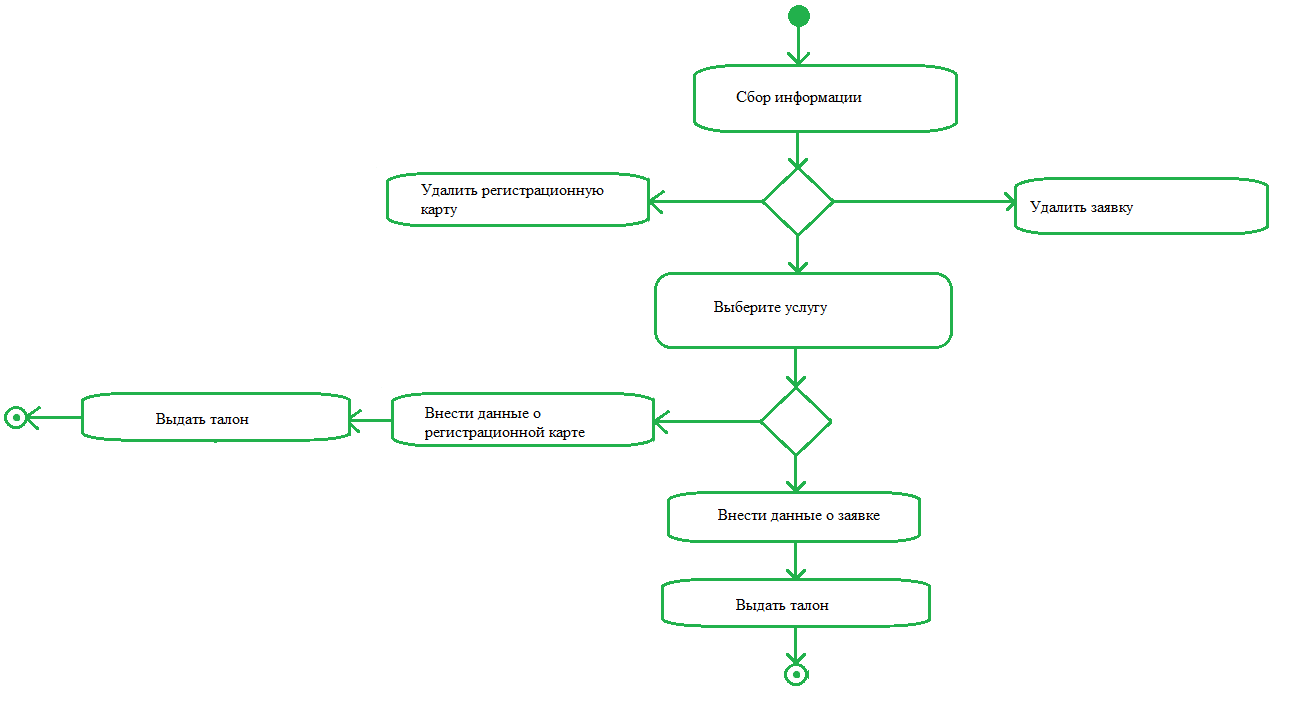 Сбор информации
Удалить регистрационную
карту
Удалить заявку
Выберите услугу
Выдать талон
Внести данные о
регистрационной карте
Внести данные о заявке
Выдать талон